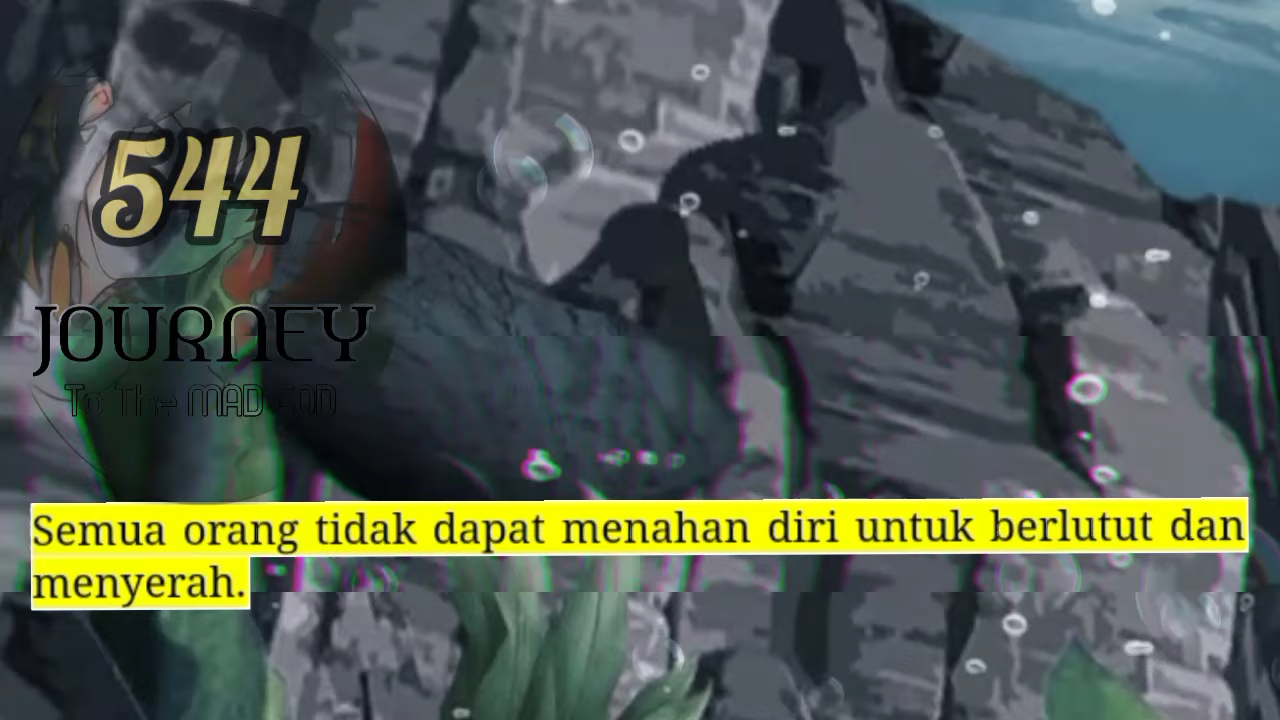 544
JOURNEY
To The MAD GOD
Semua orang tidak dapat menahan diri untuk berlutut dan
menyerah.